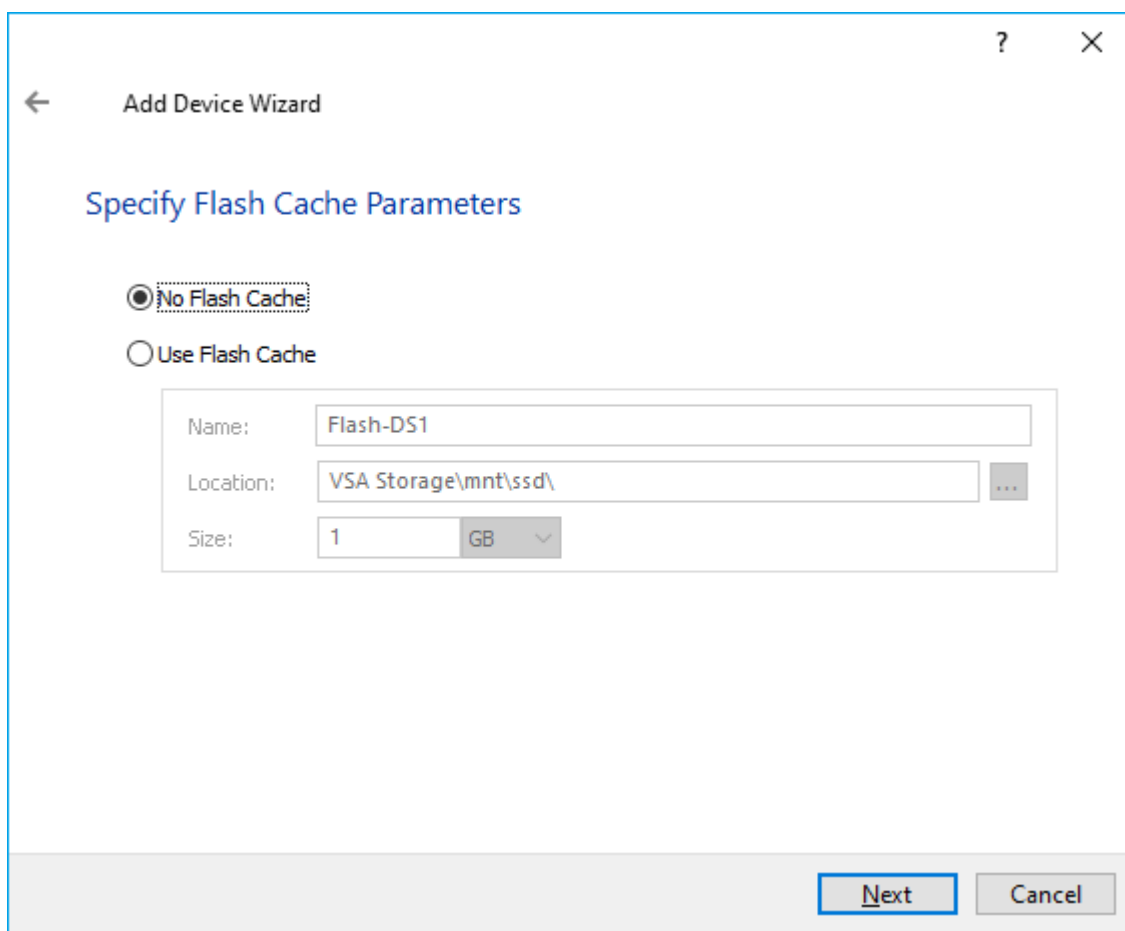 ?
Add Device Wizard
Specify Flash Cache Parameters
No Flash Cache
Use Flash Cache
Name: Flash-DS1
Location: VSA Storage\mnt\ssd\ ...
Size: 1 GB
Next Cancel